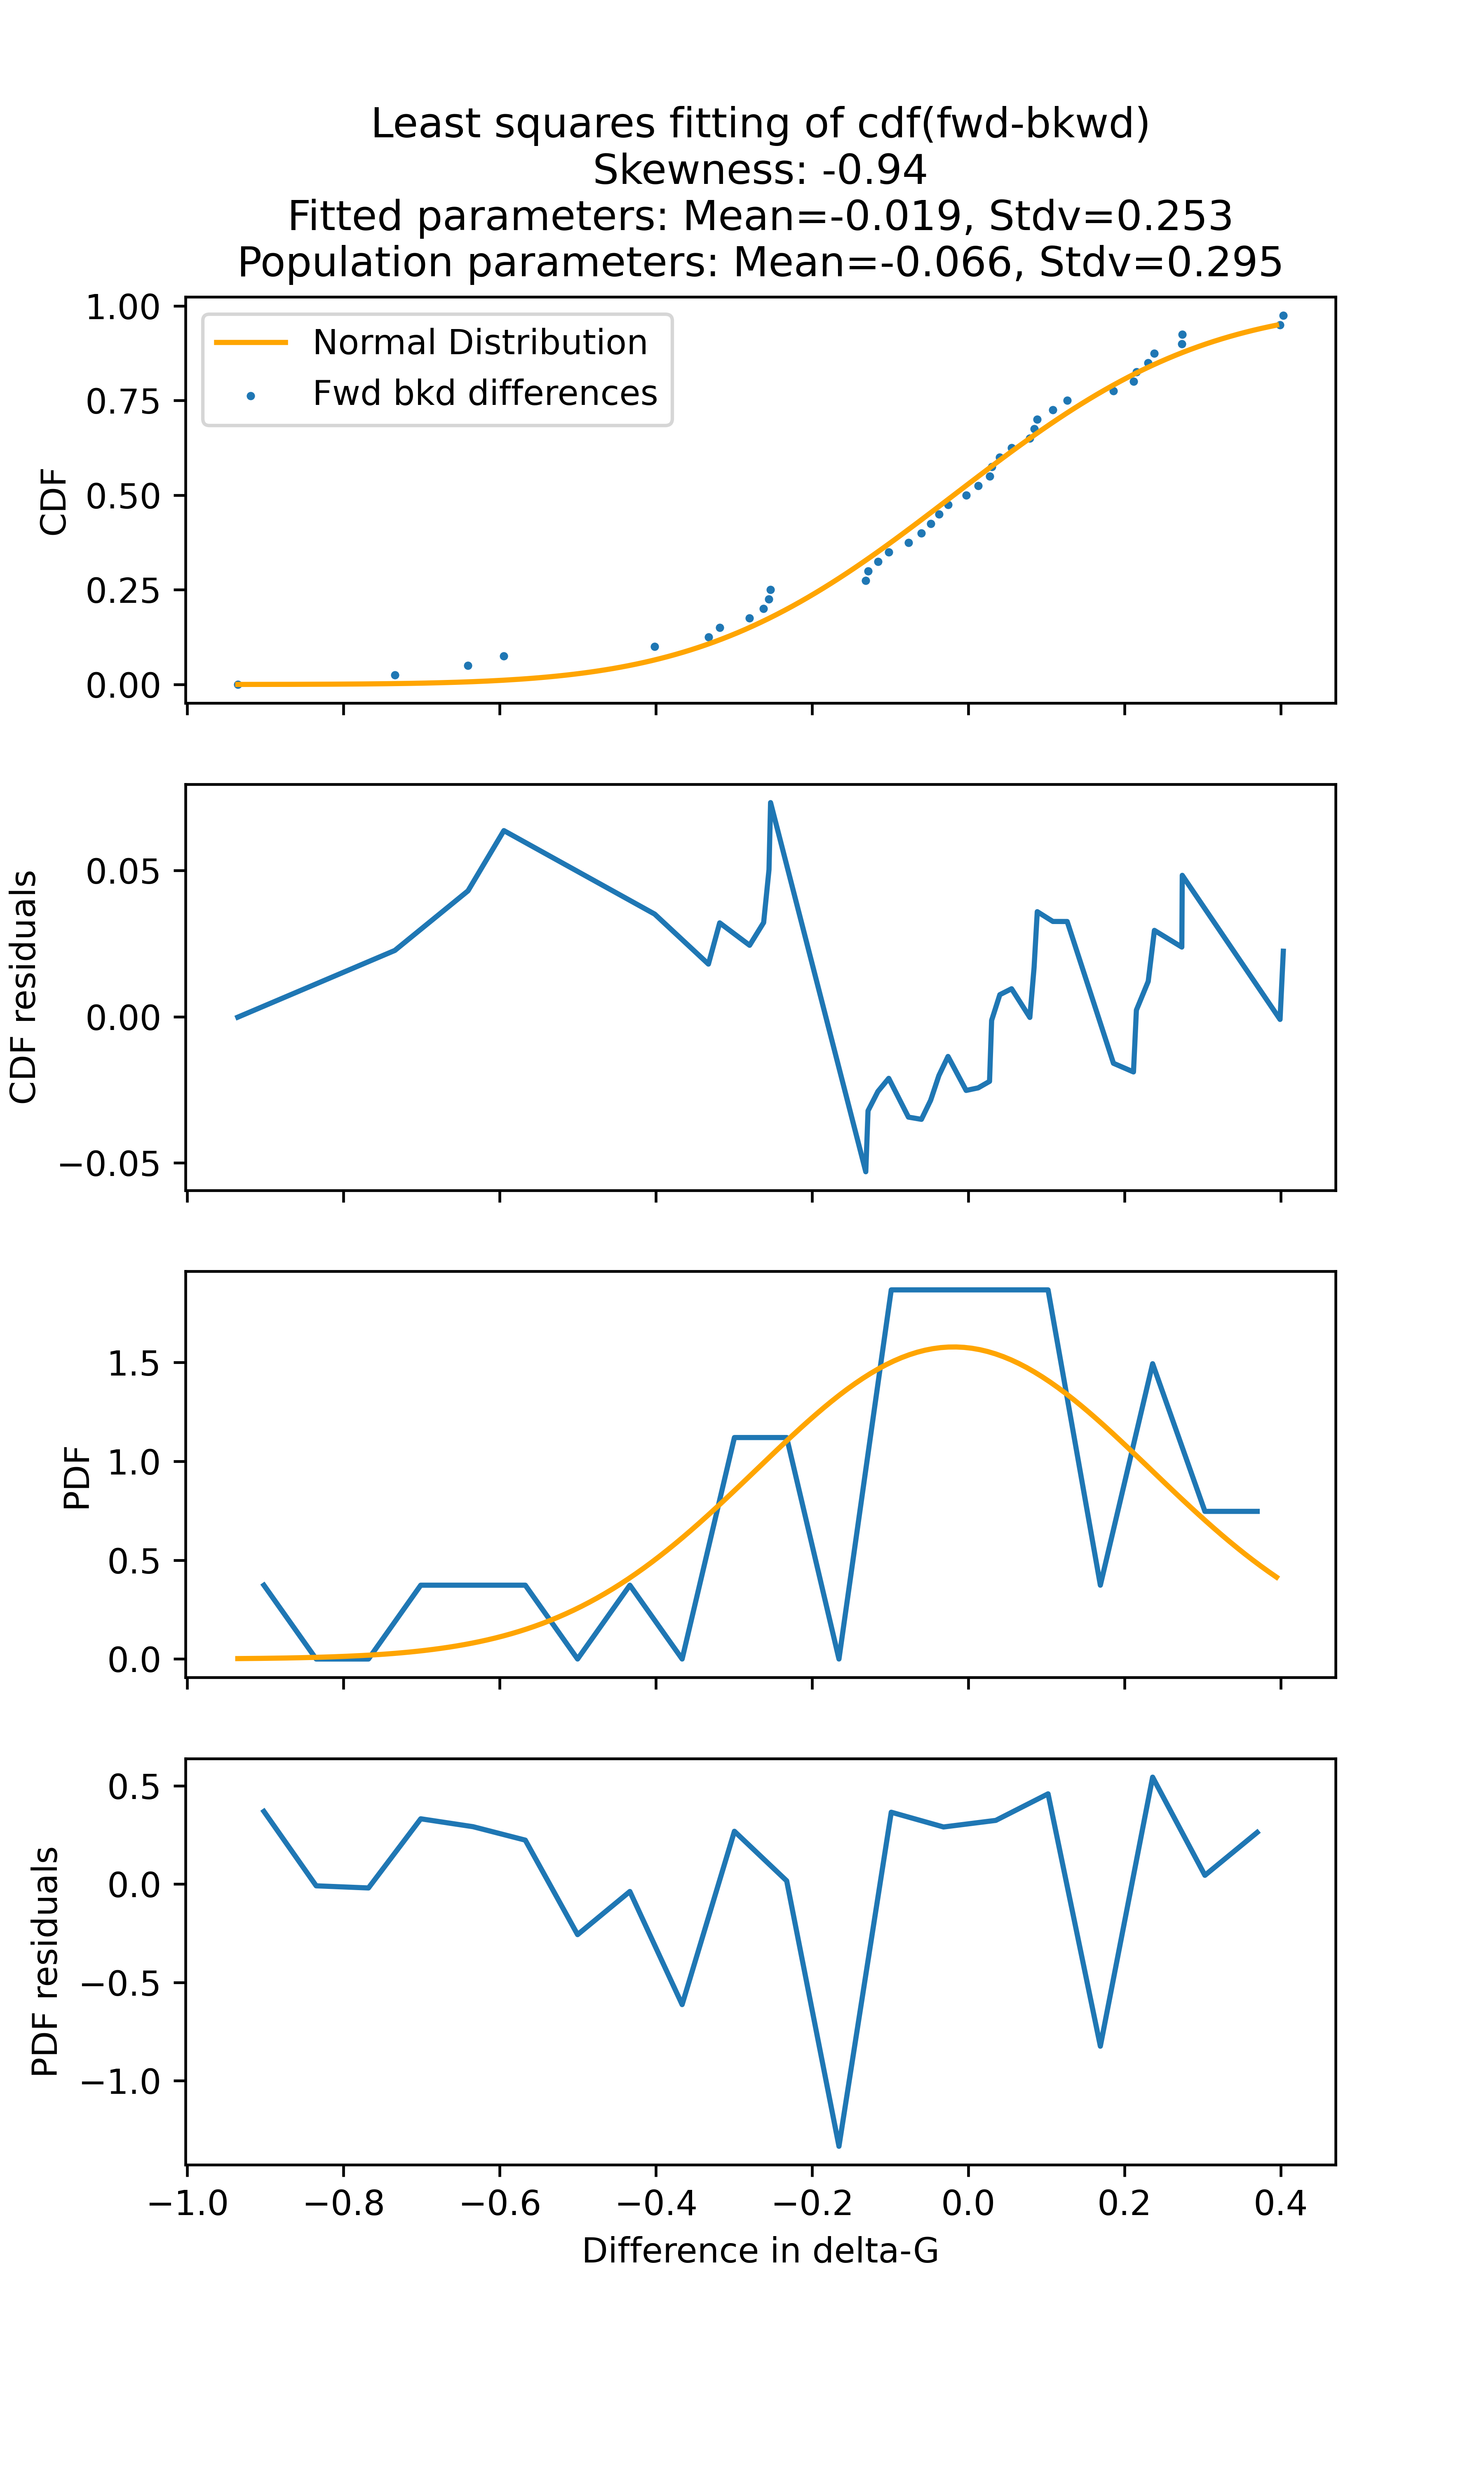 Least squares fitting of cdf(fwd-bkwd)
Skewness: -0.94
Fitted parameters: Mean=-0.019, Stdv=0.253
Population parameters: Mean=-0.066, Stdv=0.295
1.00
0.75
0.50
0.25
0.00
CDF
Normal Distribution
Fwd bkd differences
0.05
0.00
−0.05
CDF residuals
1.5
1.0
0.5
0.0
PDF
0.5
0.0
−0.5
−1.0
PDF residuals
−1.0 −0.8 −0.6 −0.4 −0.2 0.0 0.2 0.4
Difference in delta-G